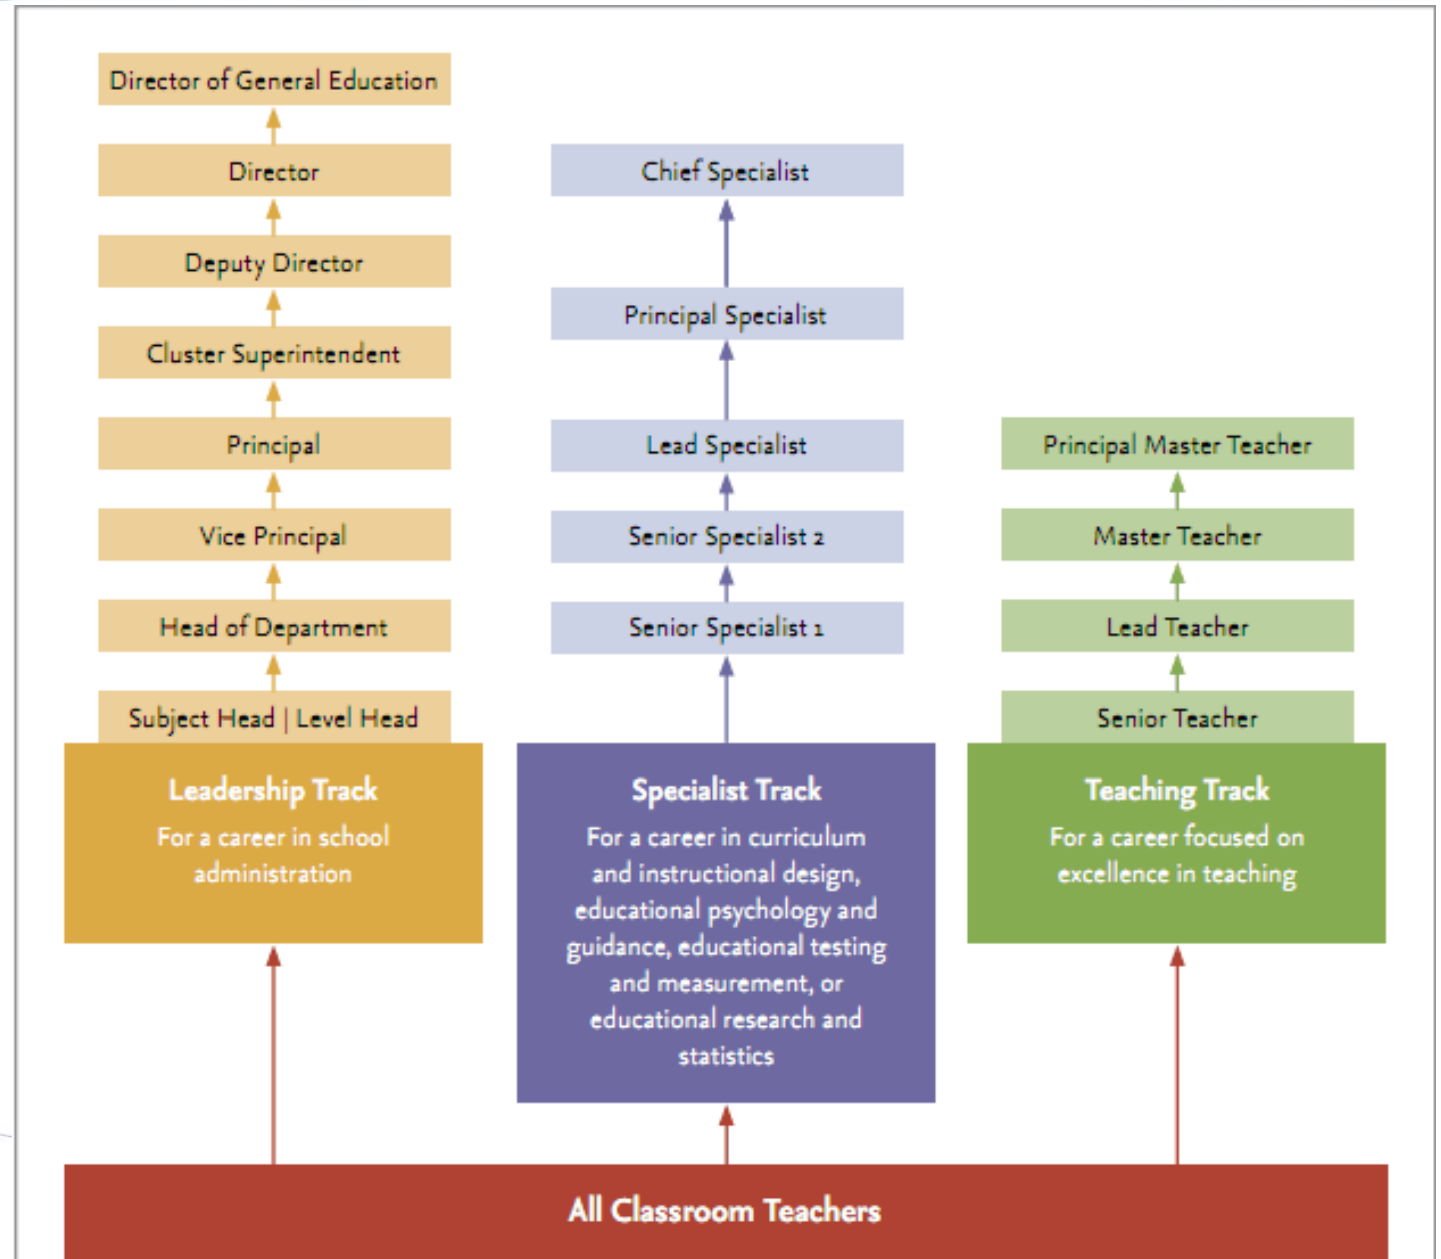 Director of General Education
Director
Deputy Director
Cluster Superintendent
Principal
Vice Principal
Head of Department
Subject Head | Level Head
Leadership Track
For a career in school
administration
Chief Specialist
Principal Specialist
Lead Specialist
Senior Specialist 2
Senior Specialist 1
Specialist Track
For a career in curriculum
and instructional design,
educational psychology and
guidance, educational testing
and measurement, or
educational research and
statistics
Principal Master Teacher
Master Teacher
Lead Teacher
Senior Teacher
Teaching Track
For a career focused on
excellence in teaching
All Classroom Teachers